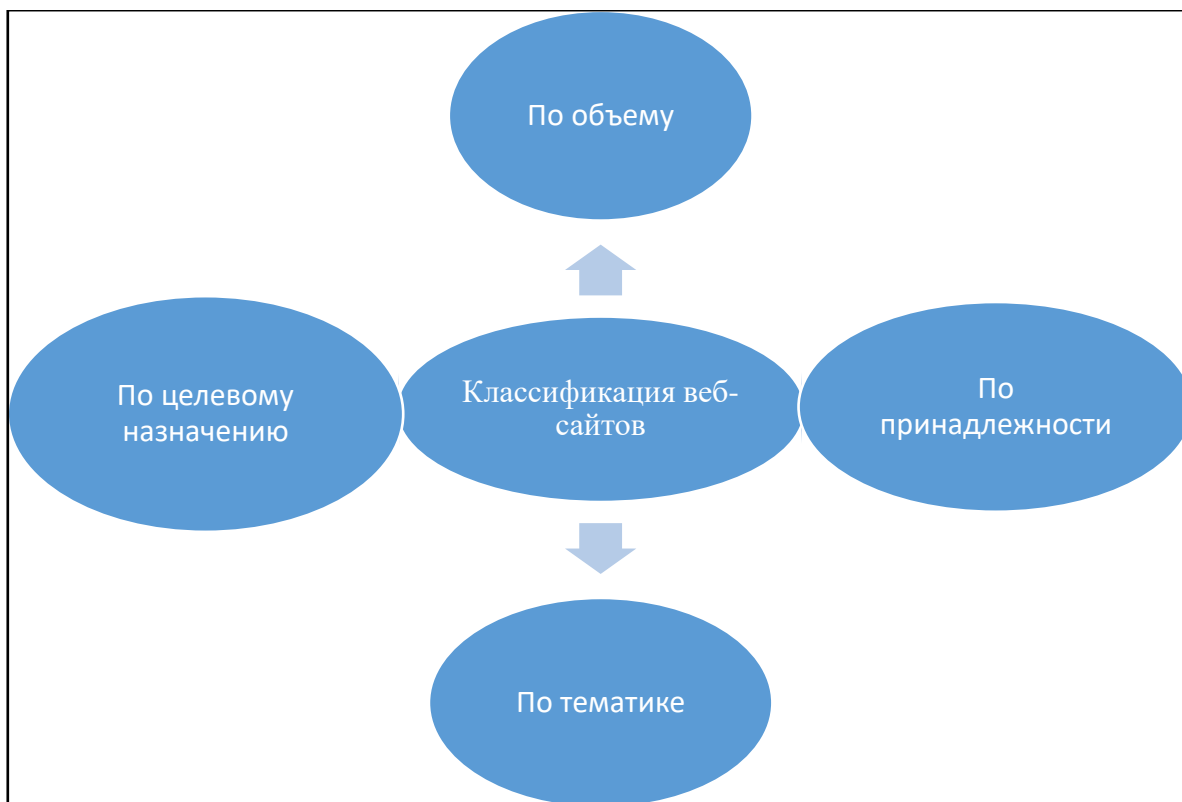 По объему
По целевому
назначению
Классификация веб-
сайтов
По
принадлежности
По тематике